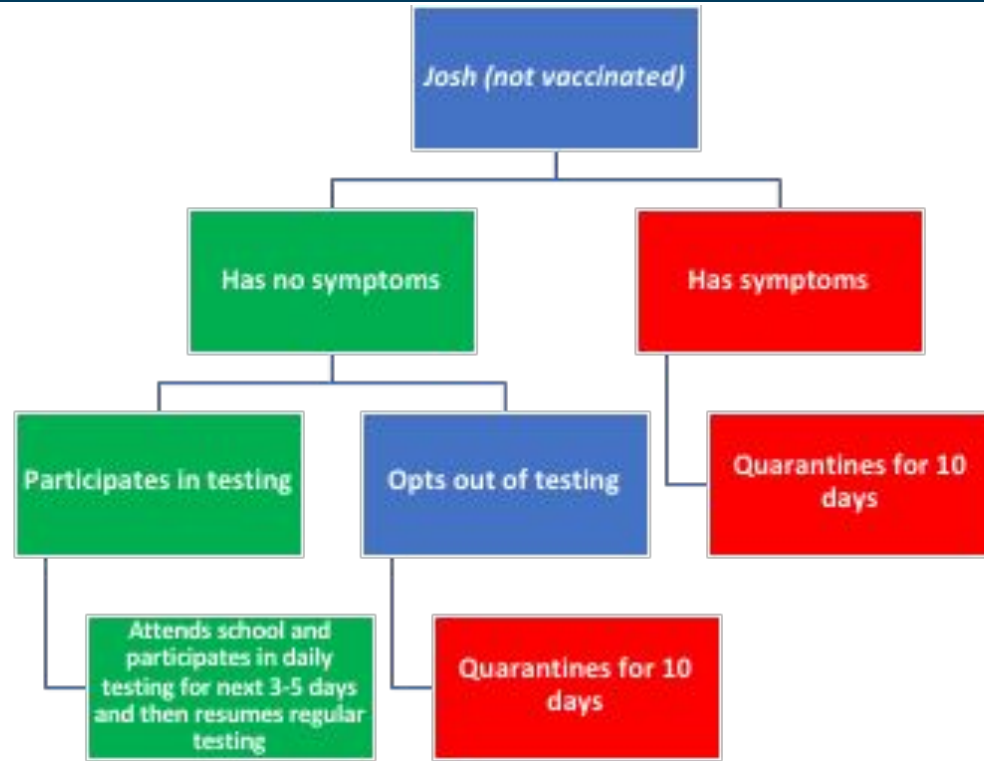 Josh (not vaccinated)
Has no symptoms
Has symptoms
Participates in testing
Opts out of testing
Quarantines for 10
days
Attends school and
participates in daily
testing for next 3-5 days
and then resumes regular
testing
Quarantines for 10
days